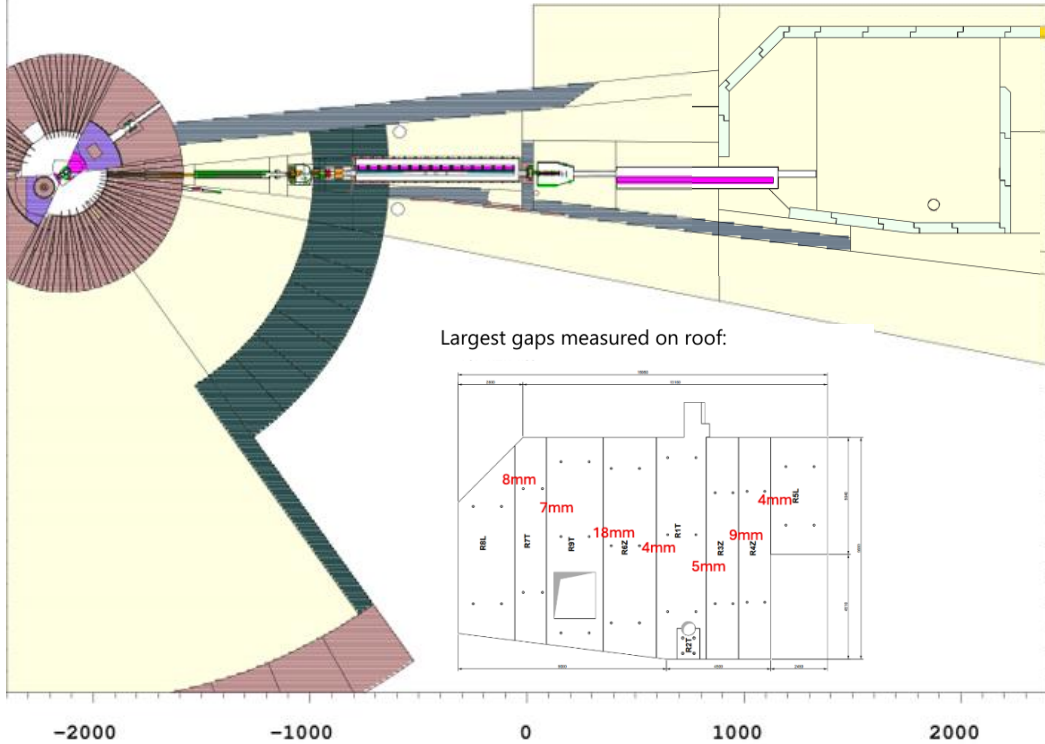 Largest gaps measured on roof:
8mm
7mm
18mm
4mm
5mm
9mm
4mm
R8L
R7T
R9T
R6Z
R1T
R2T
R3Z
R4Z
R5L
-2000 -1000 0 1000 2000